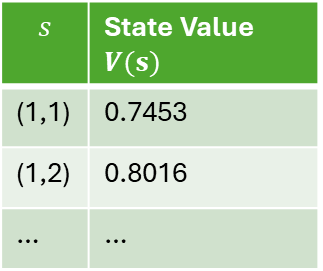 s State Value
V(s)
(1,1) 0.7453
(1,2) 0.8016
... ...